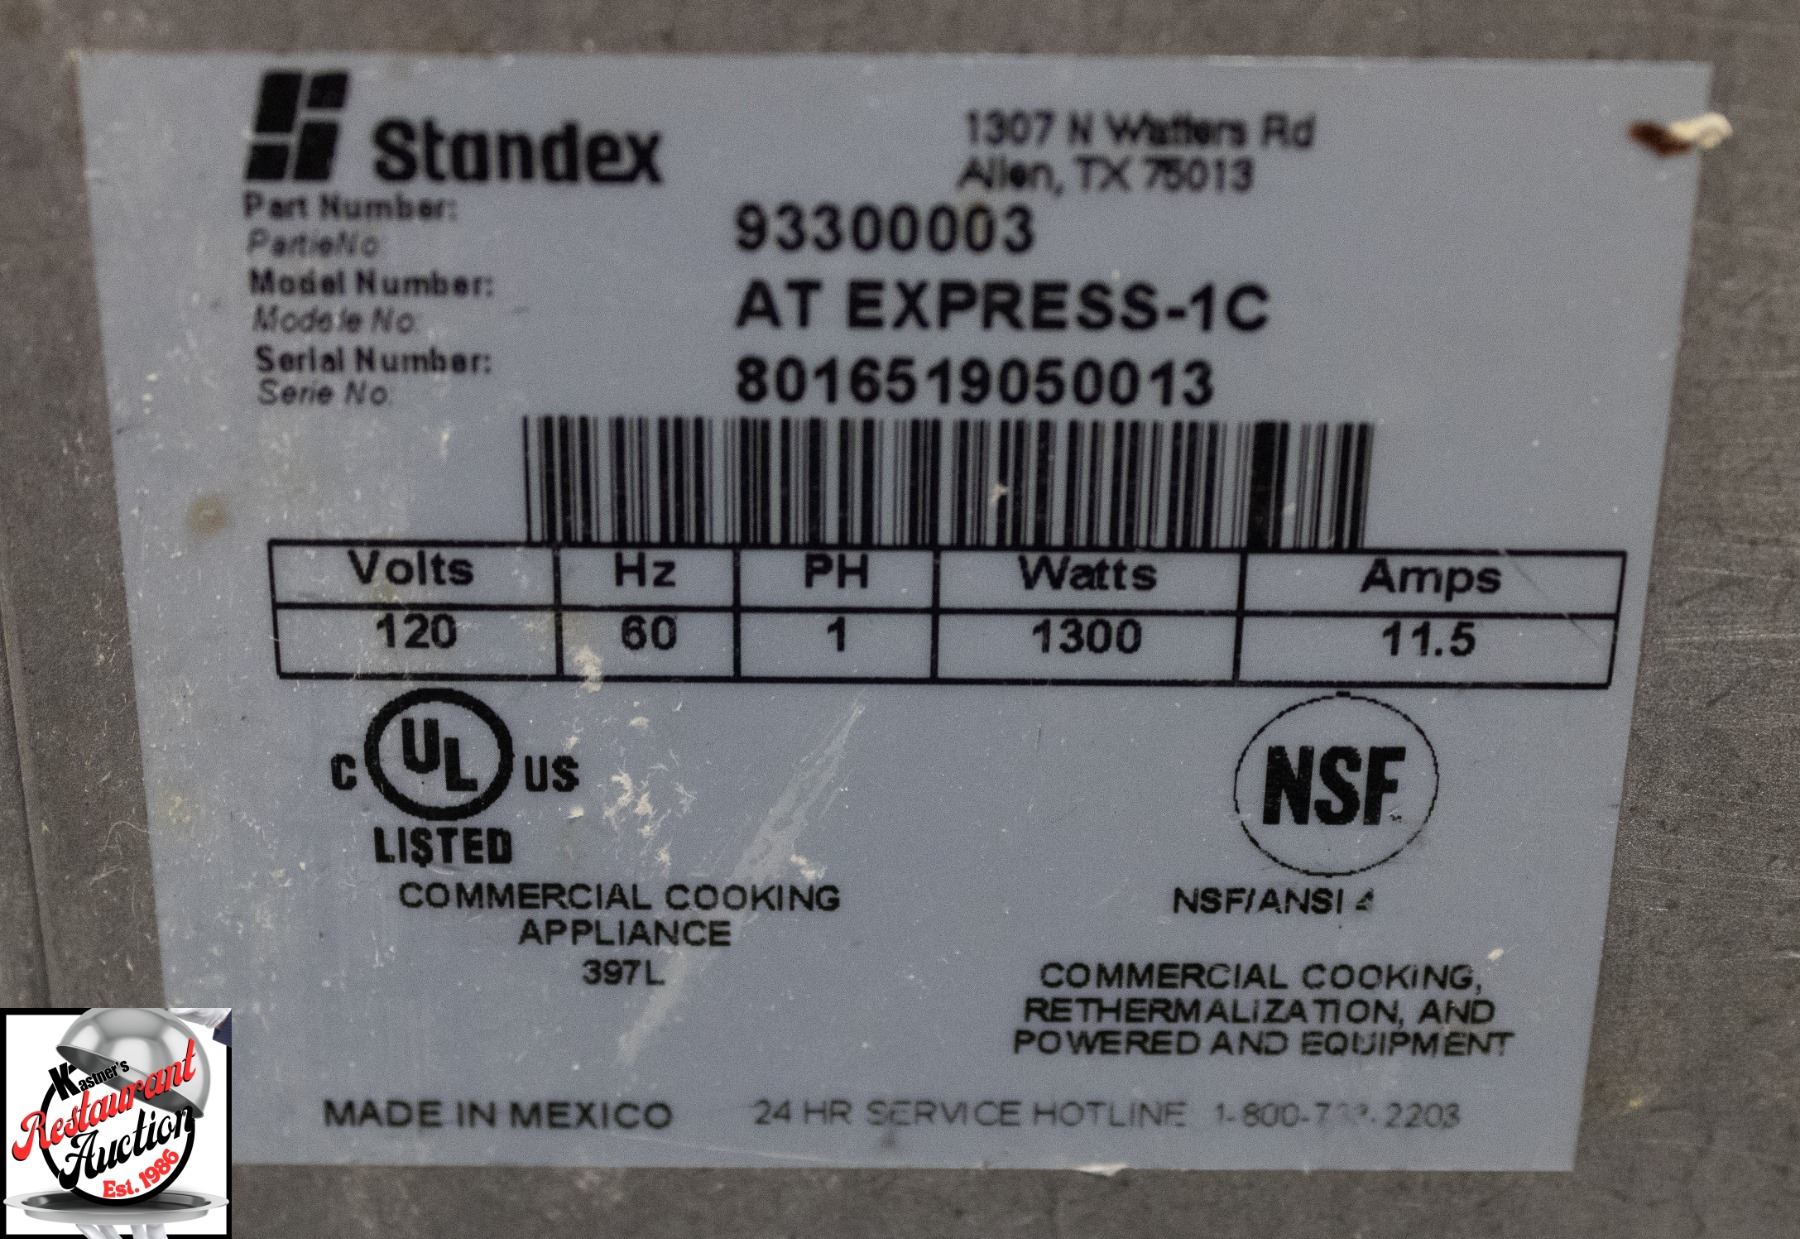 Standex
1307 N Watters Rd
Allen, TX 75013
Part Number: 93300003
PartieNo:
Model Number: AT EXPRESS-1C
Modele No:
Serial Number: 8016519050013
Serie No:
Volts Hz PH Watts Amps
120 60 1 1300 11.5
C UL US
LISTED
COMMERCIAL COOKING
APPLIANCE
397L
NSF
NSF/ANSI 4
COMMERCIAL COOKING,
RETHERMALIZATION, AND
POWERED AND EQUIPMENT
MADE IN MEXICO 24 HR SERVICE HOTLINE
Kastner's
Restaurant
Auction
Est. 1986